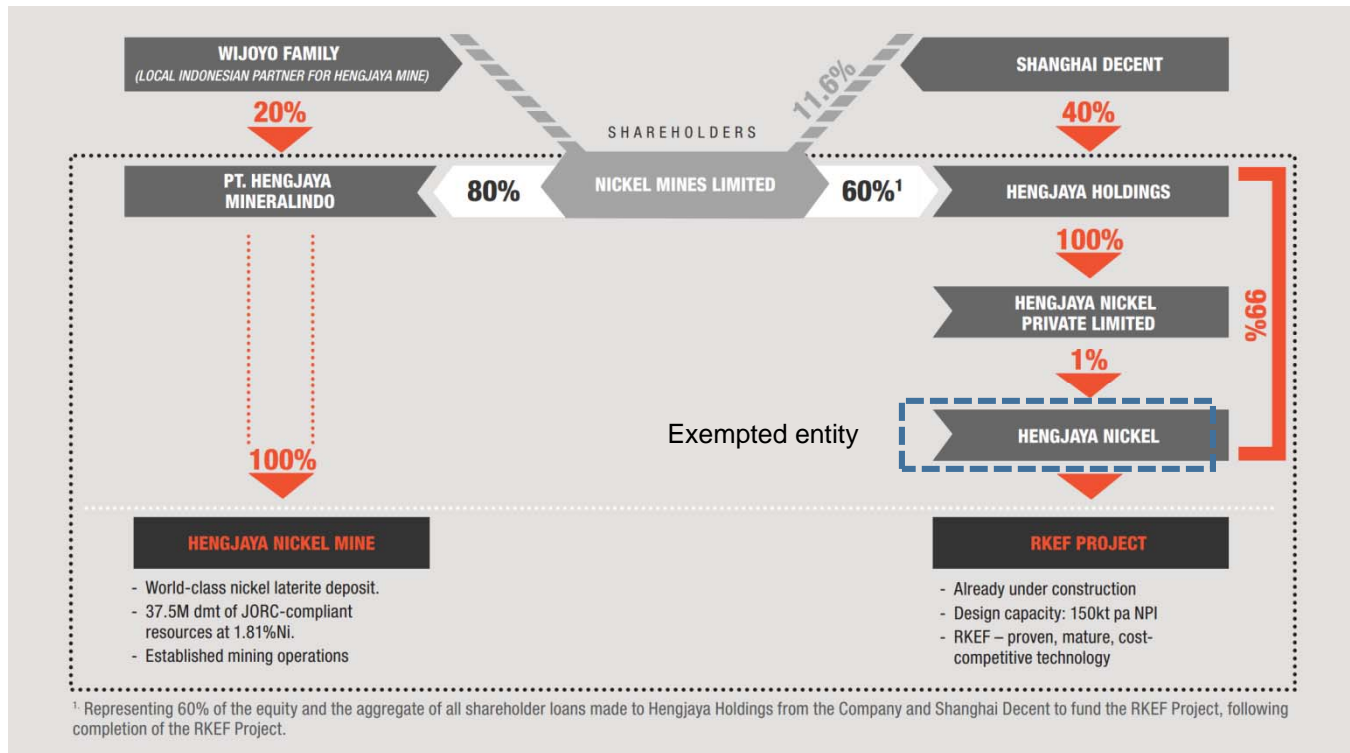 WIJOYO FAMILY
(LOCAL INDONESIAN PARTNER FOR HENGJAYA MINE)
11.6%
SHANGHAI DECENT
20%
SHAREHOLDERS
40%
PT. HENGJAYA
MINERALINDO
80%
NICKEL MINES LIMITED
60%¹
HENGJAYA HOLDINGS
100%
HENGJAYA NICKEL
PRIVATE LIMITED
99%
1%
Exempted entity
HENGJAYA NICKEL
100%
HENGJAYA NICKEL MINE
- World-class nickel laterite deposit.
- 37.5M dmt of JORC-compliant
resources at 1.81%Ni.
- Established mining operations
RKEF PROJECT
- Already under construction
- Design capacity: 150kt pa NPI
- RKEF – proven, mature, cost-
competitive technology
1. Representing 60% of the equity and the aggregate of all shareholder loans made to Hengjaya Holdings from the Company and Shanghai Decent to fund the RKEF Project, following
completion of the RKEF Project.